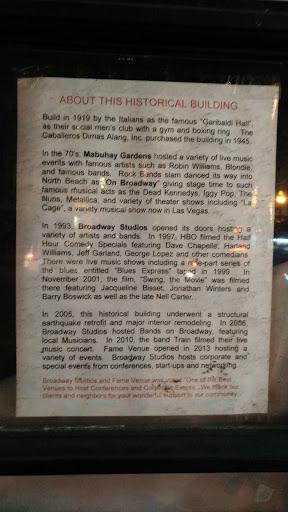 ABOUT THIS HISTORICAL BUILDING
Build in 1919 by the Italians as the famous "Garibaldi Hall",
as their social men's club with a gym and boxing ring. The
Caballeros Dimas Alang, Inc. purchased the building in 1945.
In the 70's, Mabuhay Gardens hosted a variety of live music
events with famous artists such as Robin Williams, Blondie,
and famous bands. Rock Bands slam danced its way into
North Beach as "On Broadway" giving stage time to such
famous musical acts as the Dead Kennedys, Iggy Pop, The
Nuns, Metallica, and variety of theater shows including "La
Cage", a variety musical show now in Las Vegas.
In 1993, Broadway Studios opened its doors hosting a
variety of artists and bands. In 1997, HBO filmed the Half
Hour Comedy Specials featuring Dave Chapelle, Harland
Williams, Jeff Garland, George Lopez and other comedians.
There were live music shows including a nine-part series of
the blues entitled "Blues Express" taped in 1999. In
November 2001, the film, "Swing, the Movie" was filmed
there featuring Jacqueline Bisset, Jonathan Winters and
Barry Boswick as well as the late Neil Carter.
In 2005, this historical building underwent a structural
earthquake retrofit and major interior remodeling. In 2006,
Broadway Studios hosted Bands on Broadway, featuring
local Musicians. In 2010, the band Train filmed their live
music concert. Fame Venue opened in 2013 hosting a
variety of events. Broadway Studios hosts corporate and
special events from conferences, start-ups and networking.
Broadway Studios and Fame Venue was voted "One of the Best
Venues to Host Conferences and Corporate Events. We thank our
clients and neighbors for your wonderful support to our community.